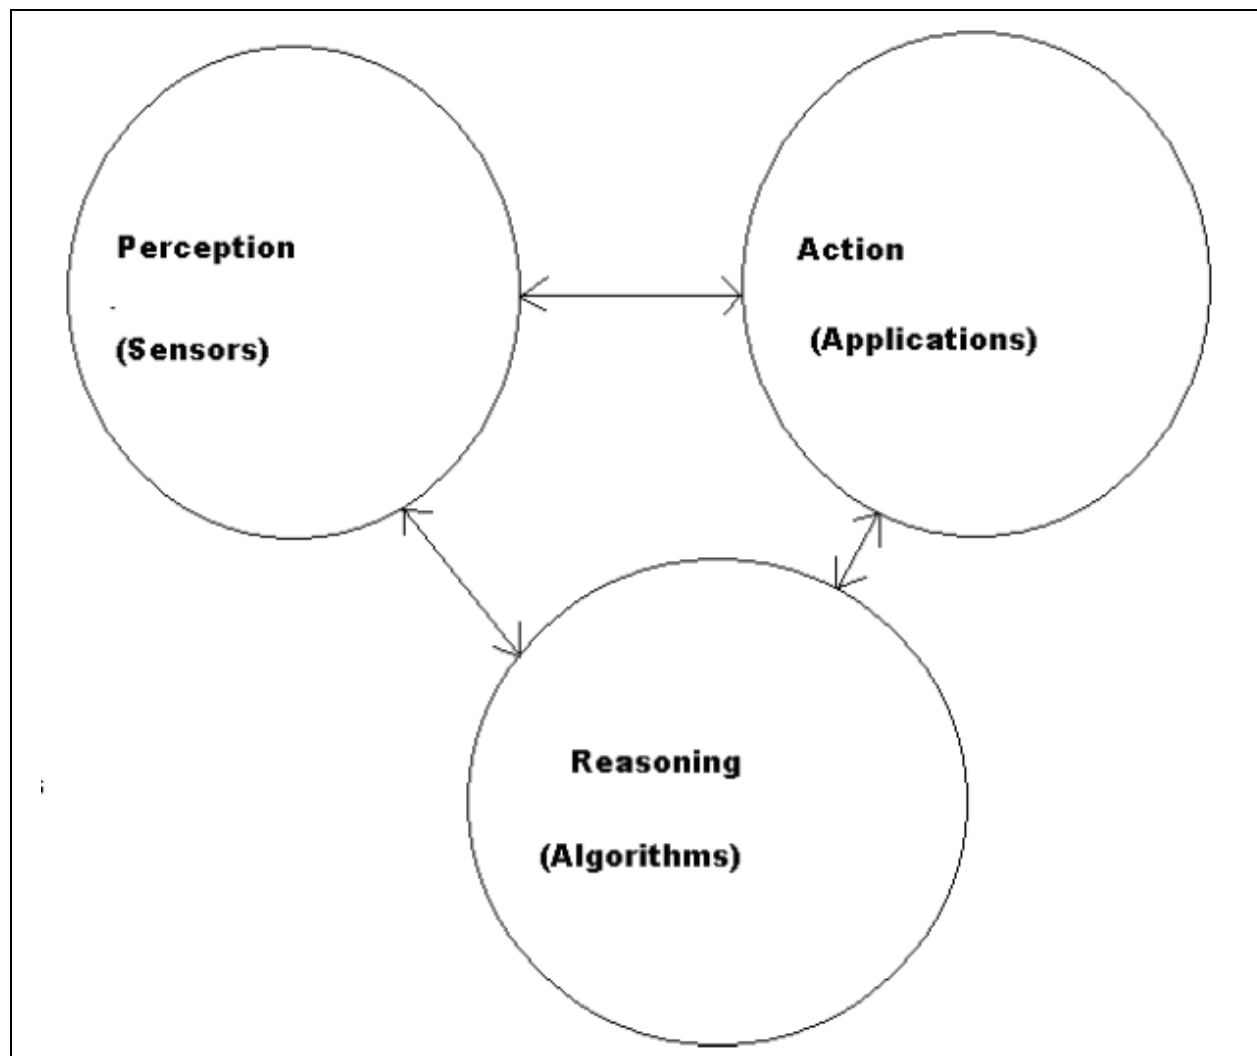 Perception
(Sensors)
Action
(Applications)
Reasoning
(Algorithms)